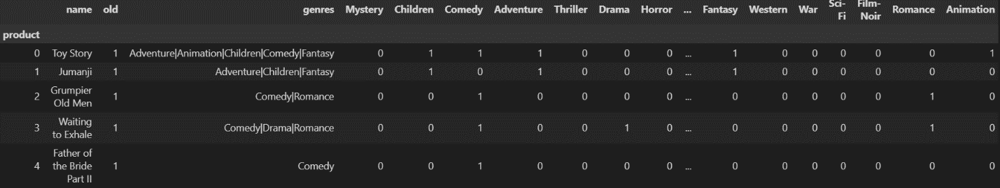 name old genres Mystery Children Comedy Adventure Thriller Drama Horror ... Fantasy Western War Sci-Fi Film-Noir Romance Animation
product
0 Toy Story 1 Adventure|Animation|Children|Comedy|Fantasy 0 1 1 1 0 0 0 ... 1 0 0 0 0 0 1
1 Jumanji 1 Adventure|Children|Fantasy 0 1 0 1 0 0 0 ... 1 0 0 0 0 0 0
2 Grumpier Old Men 1 Comedy|Romance 0 0 1 0 0 0 0 ... 0 0 0 0 0 1 0
3 Waiting to Exhale 1 Comedy|Drama|Romance 0 0 1 0 0 1 0 ... 0 0 0 0 0 1 0
4 Father of the Bride Part II 1 Comedy 0 0 1 0 0 0 0 ... 0 0 0 0 0 0 0